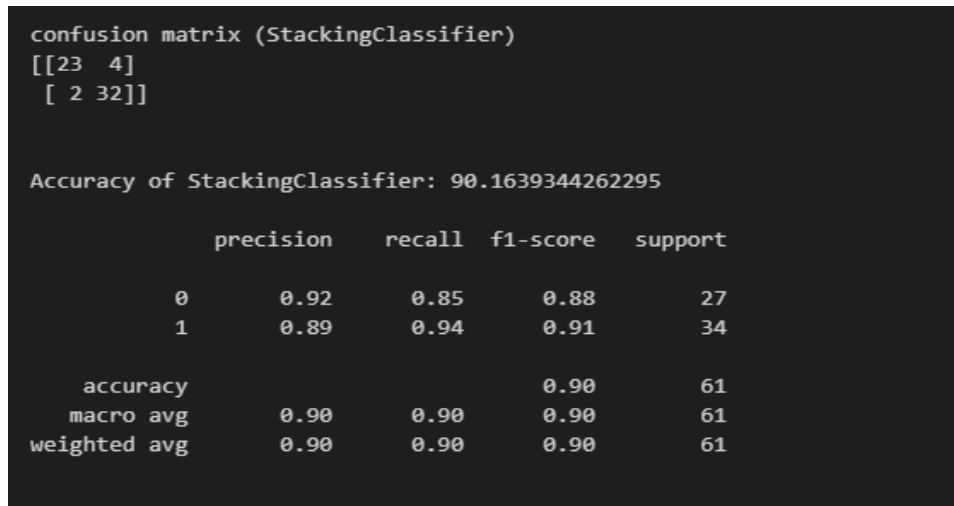 confusion matrix (StackingClassifier)
[[23  4]
 [ 2 32]]
Accuracy of StackingClassifier: 90.1639344262295
              precision    recall  f1-score   support
           0       0.92      0.85      0.88        27
           1       0.89      0.94      0.91        34
    accuracy                           0.90        61
   macro avg       0.90      0.90      0.90        61
weighted avg       0.90      0.90      0.90        61